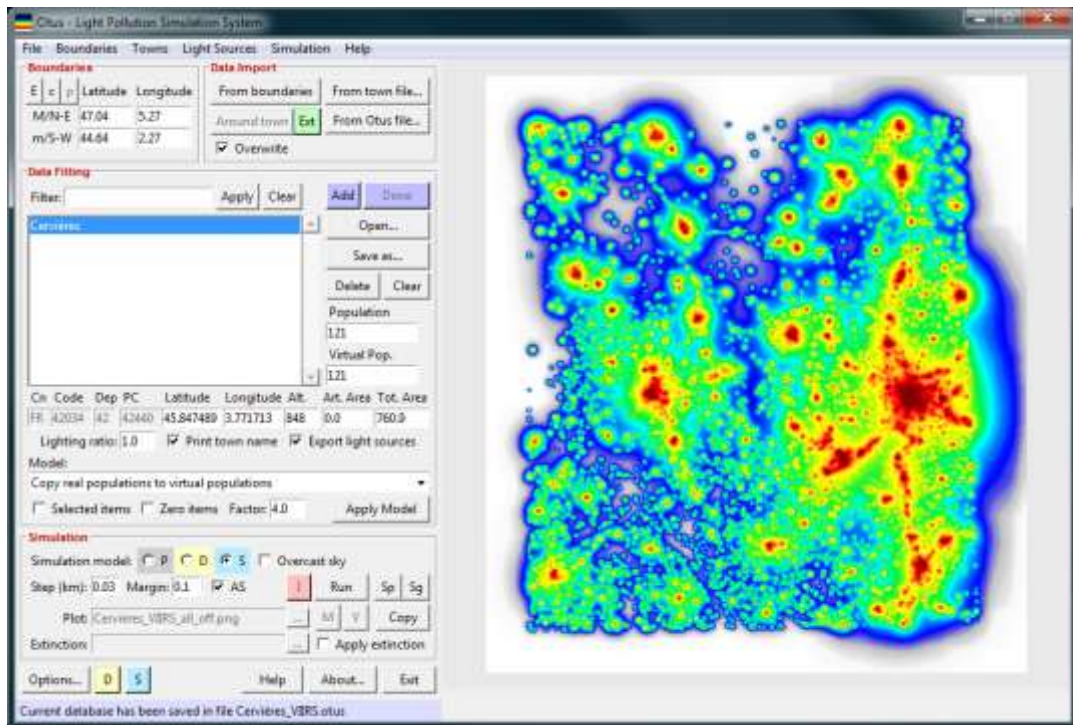 Otus - Light Pollution Simulation System
File Boundaries Towns Light Sources Simulation Help
Boundaries
E c p Latitude Longitude
M/N-E 47.04 5.27
m/S-W 44.64 2.27
Data Import
From boundaries From town file...
Around town Ext From Otus file...
Overwrite
Data Fitting
Filter: Apply Clear Add Done
Cervières
Open...
Save as...
Delete Clear
Population
121
Virtual Pop.
121
Cn Code Dep PC Latitude Longitude Alt. Art. Area Tot. Area
FR 42034 42 42440 45.847489 3.771713 848 0.0 760.9
Lighting ratio: 1.0 Print town name Export light sources
Model:
Copy real populations to virtual populations
Selected items Zero items Factor: 4.0 Apply Model
Simulation
Simulation model: P D S Overcast sky
Step (km): 0.03 Margin: 0.1 AS I Run Sp Sg
Plot: Cervieres_VIIRS_all_off.png ... M V Copy
Extinction: ... Apply extinction
Options... D S Help About... Exit
Current database has been saved in file Cervières_VIIRS.otus